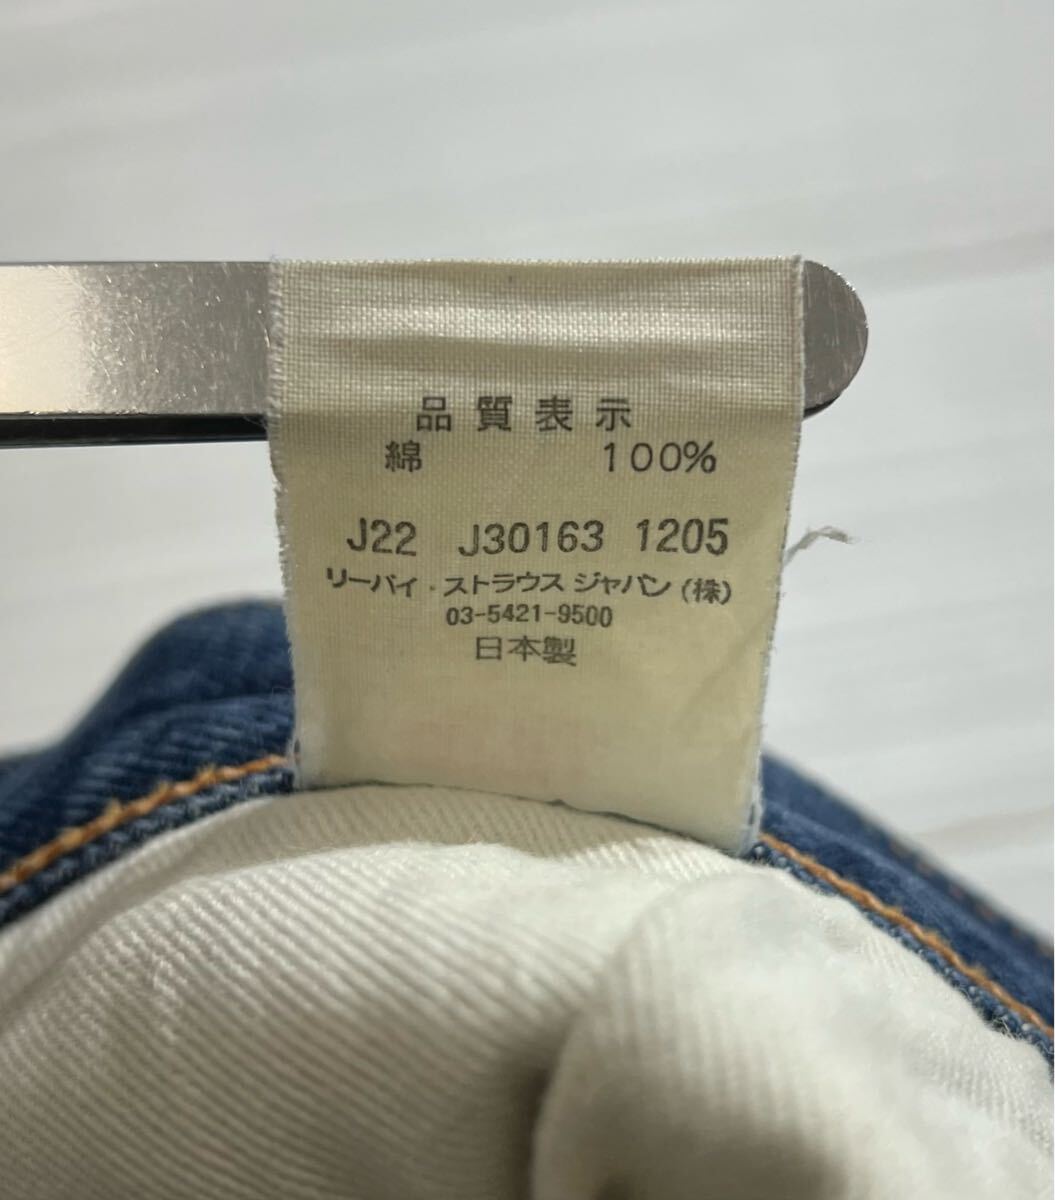 品質表示
綿 100%
J22 J30163 1205
リーバイ・ストラウス ジャパン(株)
03-5421-9500
日本製